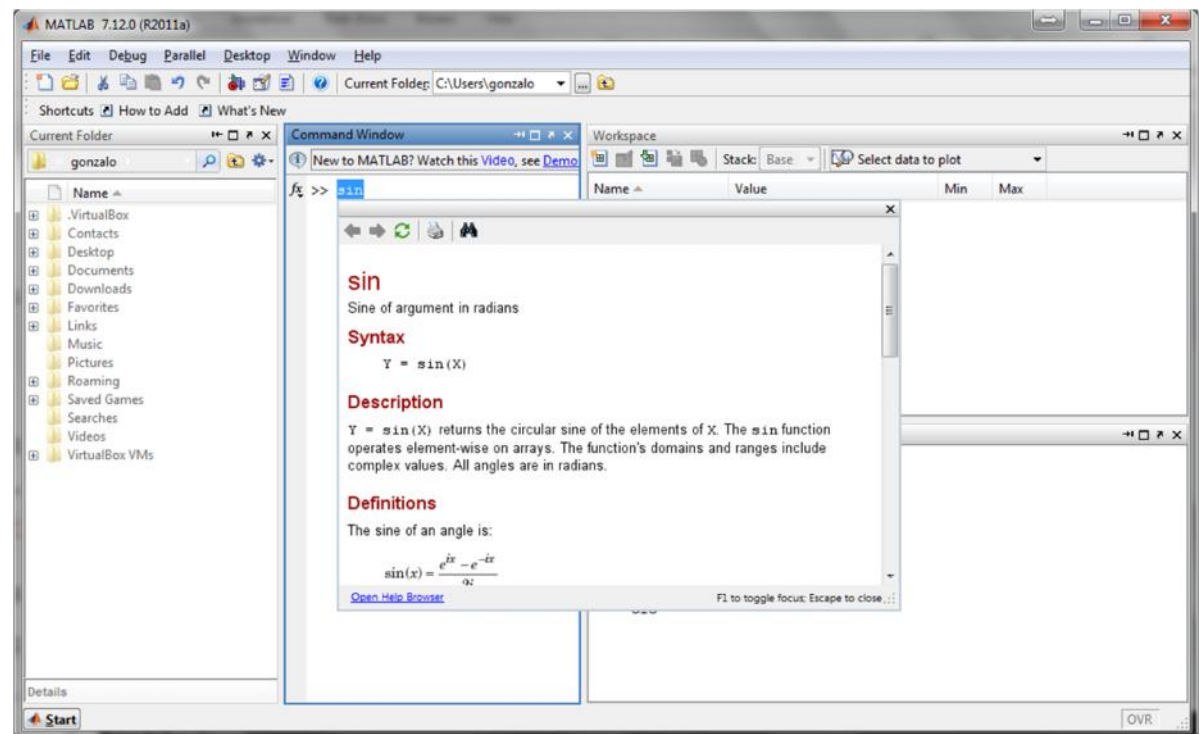 MATLAB 7.12.0 (R2011a)
File Edit Debug Parallel Desktop Window Help
Current Folder: C:\Users\gonzalo ...
Shortcuts How to Add What's New
Current Folder
gonzalo
Name
.VirtualBox
Contacts
Desktop
Documents
Downloads
Favorites
Links
Music
Pictures
Roaming
Saved Games
Searches
Videos
VirtualBox VMs
Details
Start
Command Window
New to MATLAB? Watch this Video, see Demo
fx >> sin
Workspace
Stack: Base Select data to plot
Name Value Min Max
sin
Sine of argument in radians
Syntax
Y = sin(X)
Description
Y = sin(X) returns the circular sine of the elements of X. The sin function
operates element-wise on arrays. The function's domains and ranges include
complex values. All angles are in radians.
Definitions
The sine of an angle is:
sin(x) = e^ix − e^−ix
Open Help Browser F1 to toggle focus; Escape to close
OVR